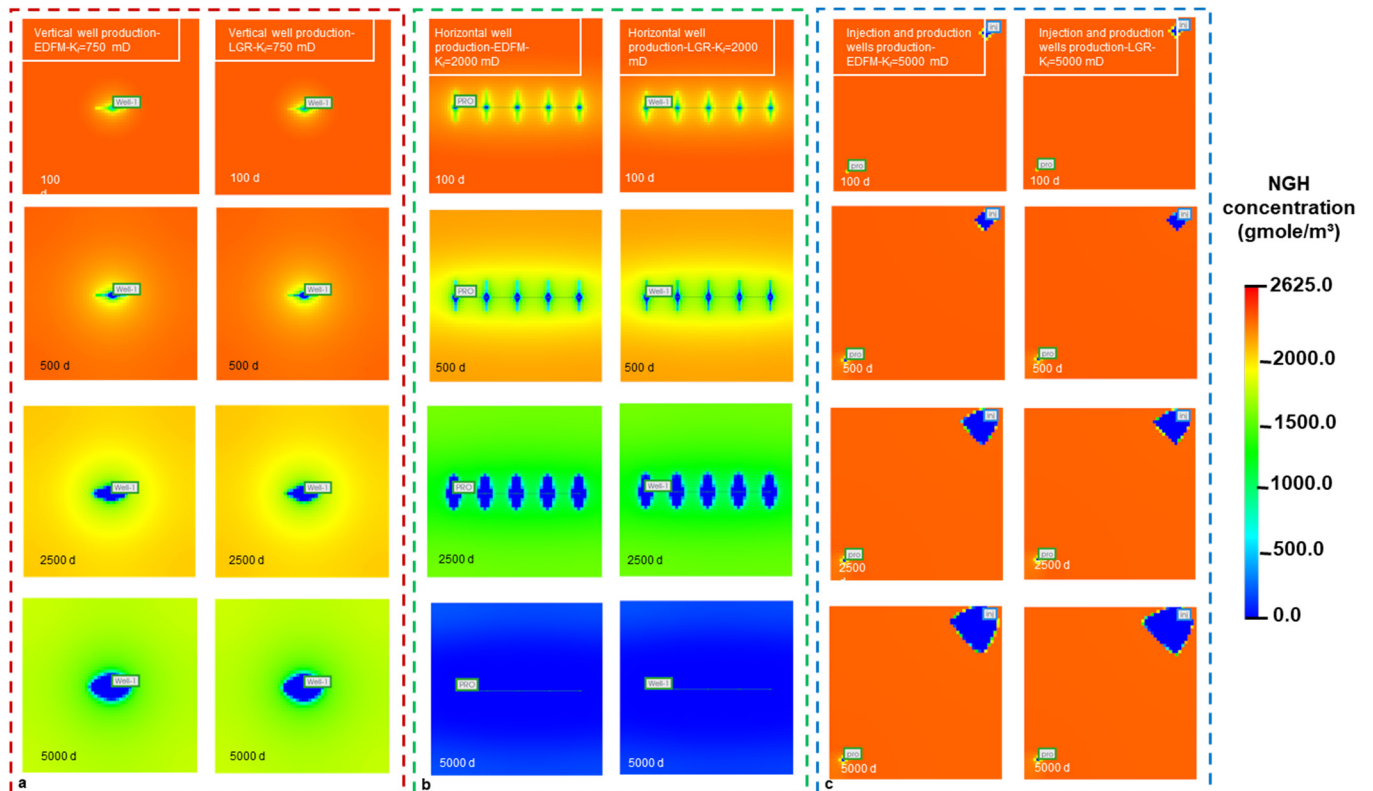 Vertical well production-
EDFM-Kf=750 mD
Well-1
100
d
Vertical well production-
LGR-Kf=750 mD
Well-1
100 d
Horizontal well
production-EDFM-
Kf=2000 mD
PRO
100 d
Horizontal well
production-LGR-Kf=2000
mD
Well-1
100 d
Injection and production
wells production-
EDFM-Kf=5000 mD
inj
pro
100 d
Injection and production
wells production-LGR-
Kf=5000 mD
inj
pro
100 d
Well-1
500 d
Well-1
500 d
PRO
500 d
Well-1
500 d
inj
pro
500 d
inj
pro
500 d
Well-1
2500 d
Well-1
2500 d
PRO
2500 d
Well-1
2500 d
inj
pro
2500
inj
pro
2500 d
Well-1
5000 d
Well-1
5000 d
PRO
5000 d
Well-1
5000 d
inj
pro
5000 d
inj
pro
5000 d
a
b
c
NGH
concentration
(gmole/m³)
2625.0
2000.0
1500.0
1000.0
500.0
0.0